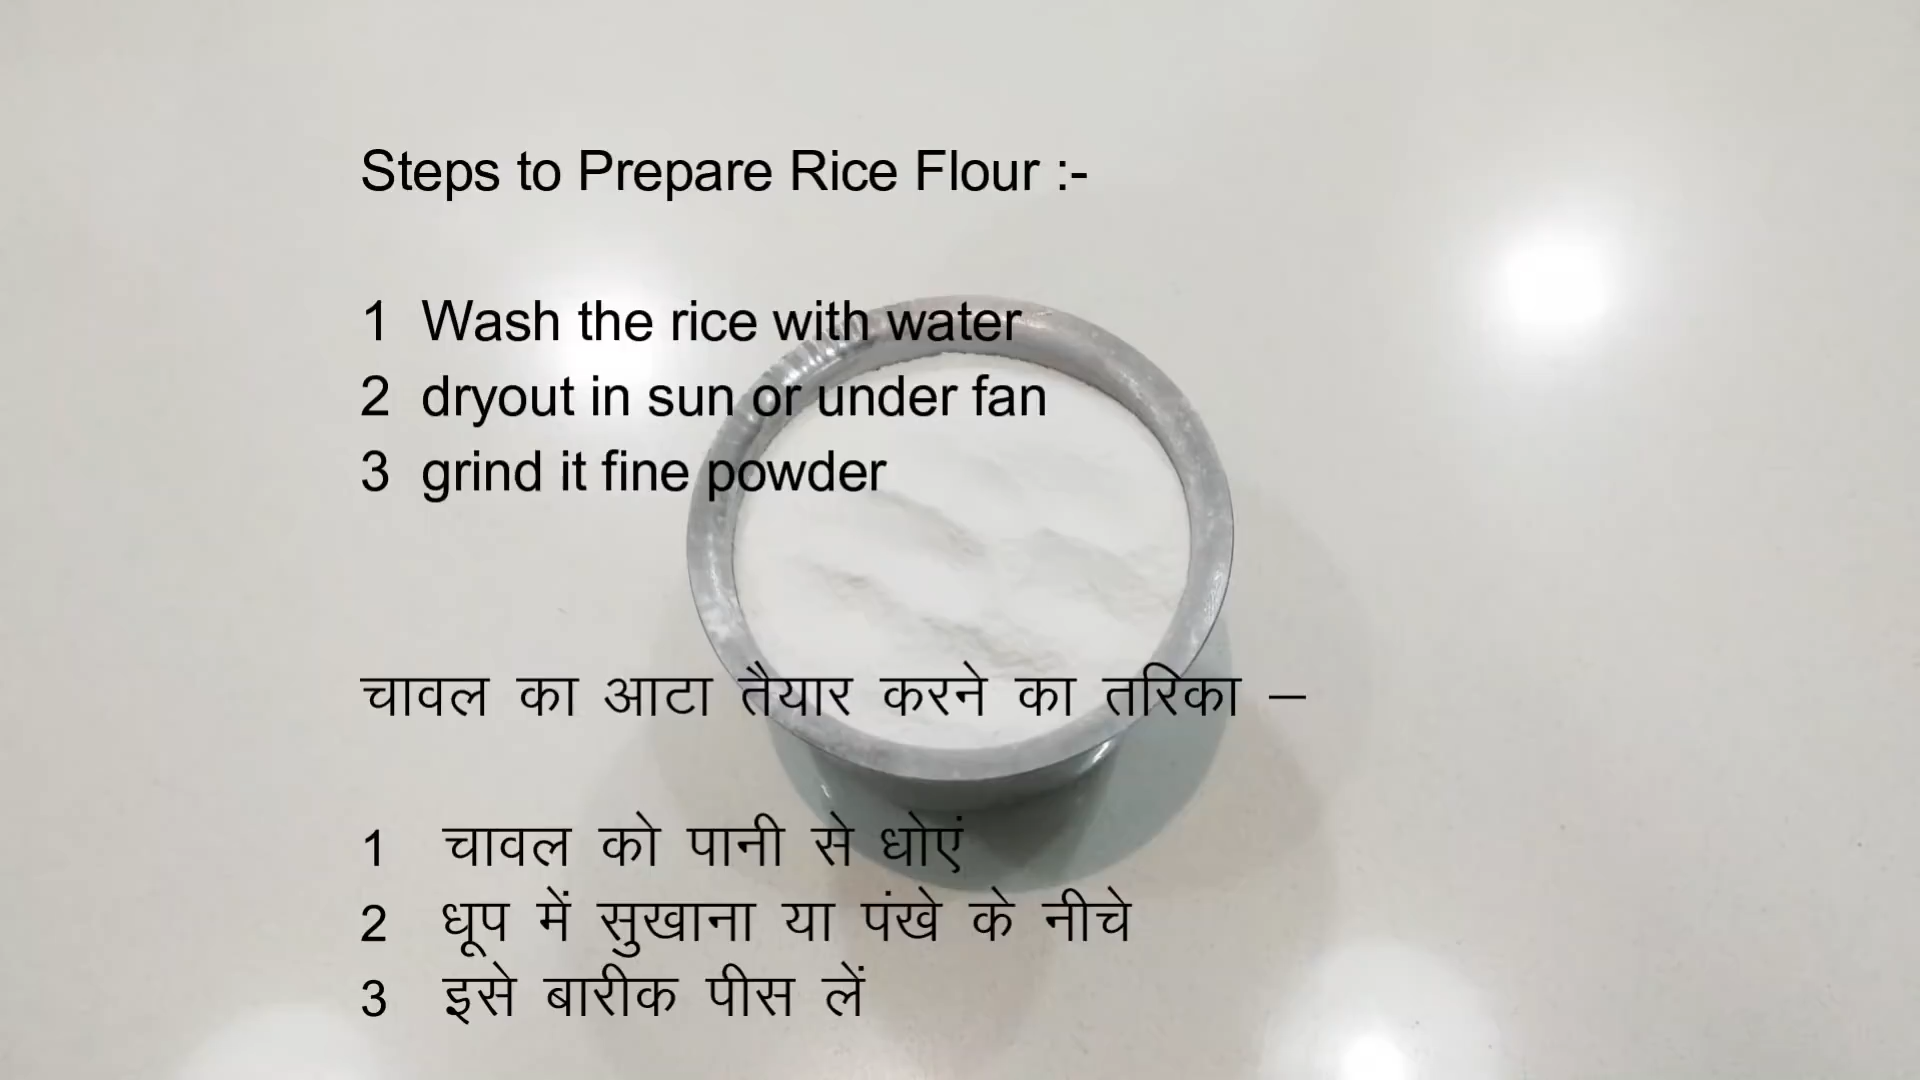 Steps to Prepare Rice Flour :-
1 Wash the rice with water
2 dryout in sun or under fan
3 grind it fine powder
चावल का आटा तैयार करने का तरिका –
1 चावल को पानी से धोएं
2 धूप में सुखाना या पंखे के नीचे
3 इसे बारीक पीस लें